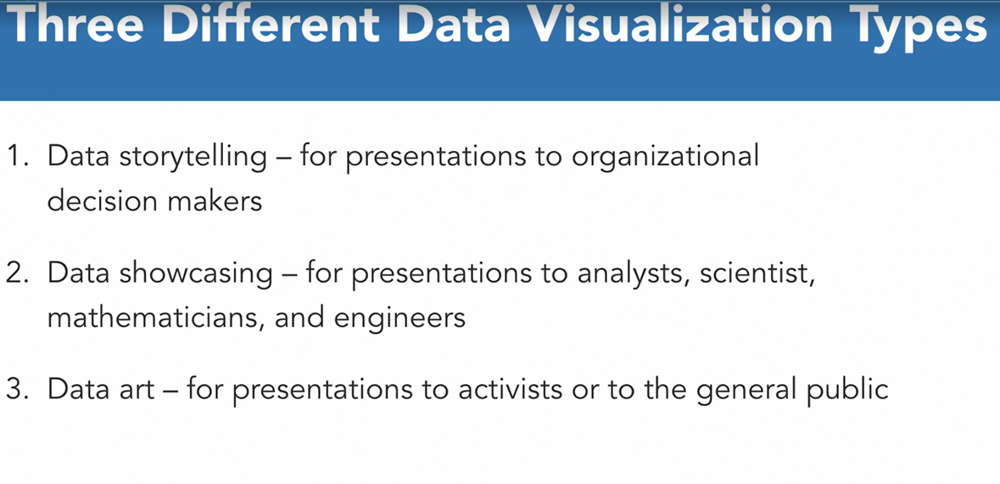 Three Different Data Visualization Types
1. Data storytelling – for presentations to organizational
decision makers
2. Data showcasing – for presentations to analysts, scientist,
mathematicians, and engineers
3. Data art – for presentations to activists or to the general public